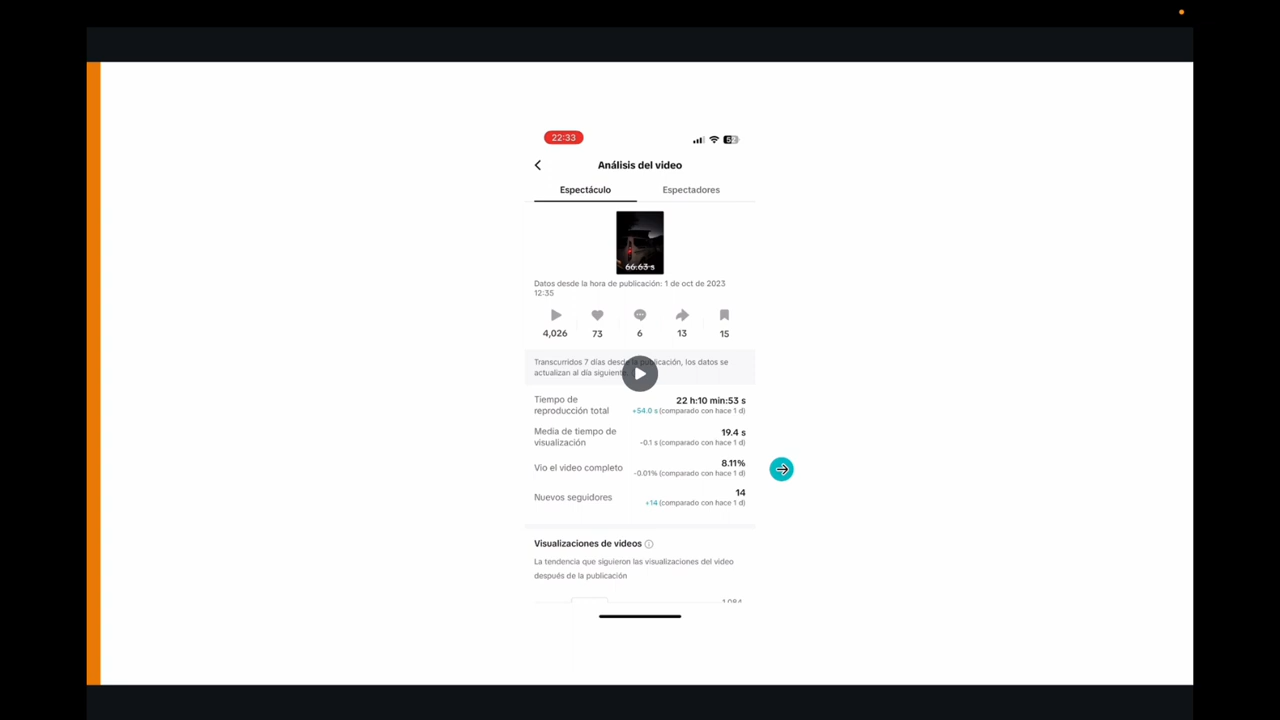 22:33
Análisis del video
Espectáculo Espectadores
66.63 s
Datos desde la hora de publicación: 1 de oct de 2023
12:35
4,026 73 6 13 15
Transcurridos 7 días desde la publicación, los datos se
actualizan al día siguiente.
Tiempo de
reproducción total
22 h:10 min:53 s
+54.0 s (comparado con hace 1 d)
Media de tiempo de
visualización
19.4 s
-0.1 s (comparado con hace 1 d)
Vio el video completo
8.11%
-0.01% (comparado con hace 1 d)
Nuevos seguidores
14
+14 (comparado con hace 1 d)
Visualizaciones de videos
La tendencia que siguieron las visualizaciones del video
después de la publicación
1,084